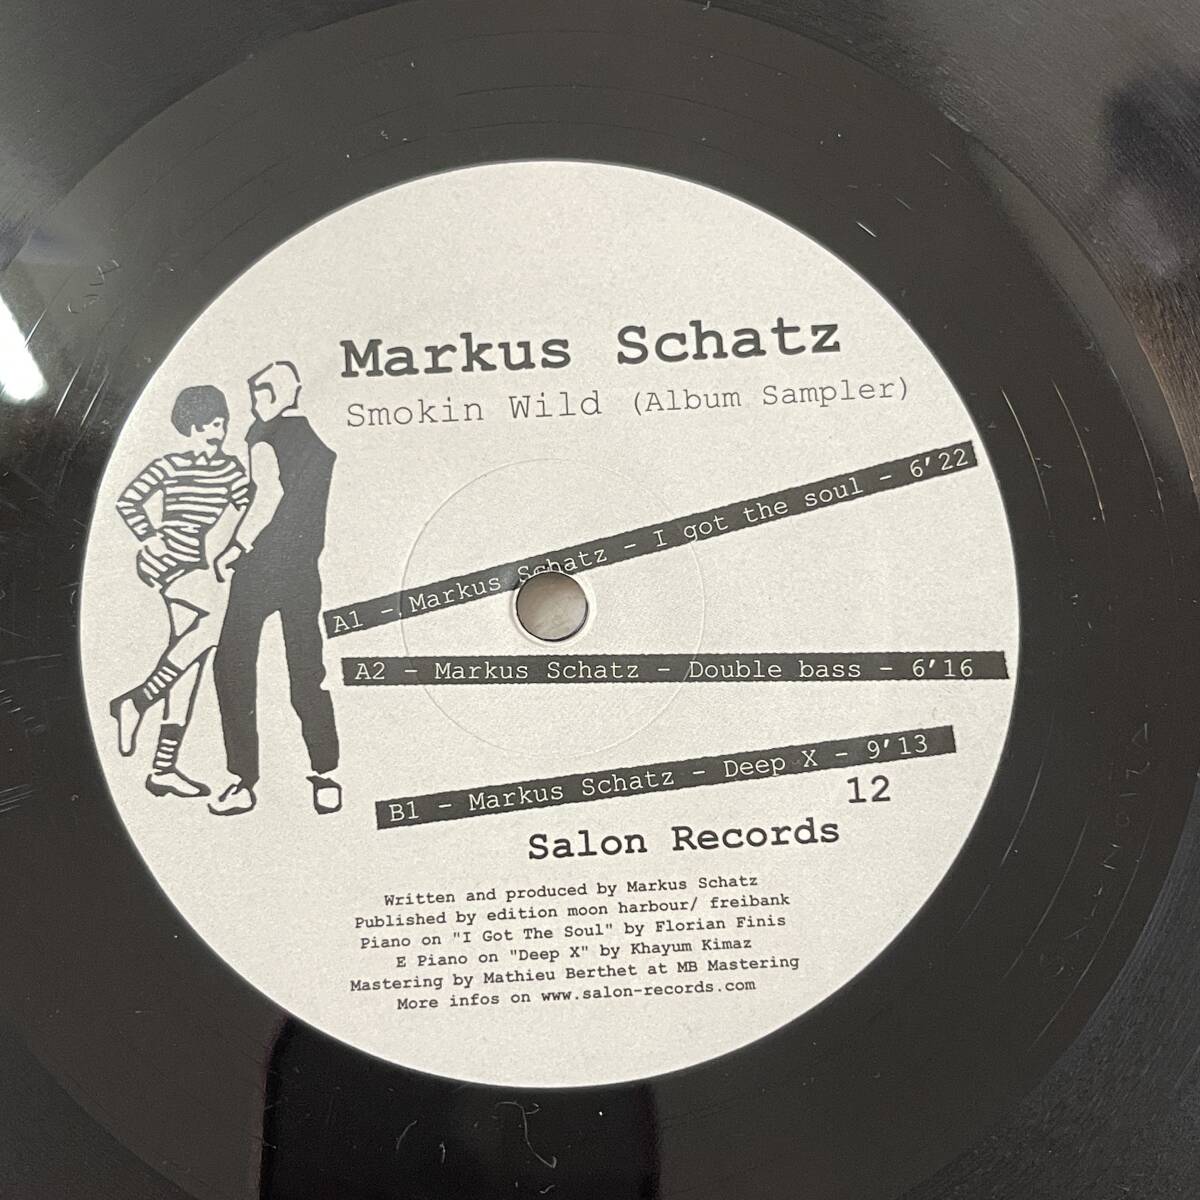 Markus Schatz
Smokin Wild (Album Sampler)
A1 - Markus Schatz - I got the soul - 6'22
A2 - Markus Schatz - Double bass - 6'16
B1 - Markus Schatz - Deep X - 9'13
12
Salon Records
Written and produced by Markus Schatz
Published by edition moon harbour/ freibank
Piano on "I Got The Soul" by Florian Finis
E Piano on "Deep X" by Khayum Kimaz
Mastering by Mathieu Berthet at MB Mastering
More infos on www.salon-records.com